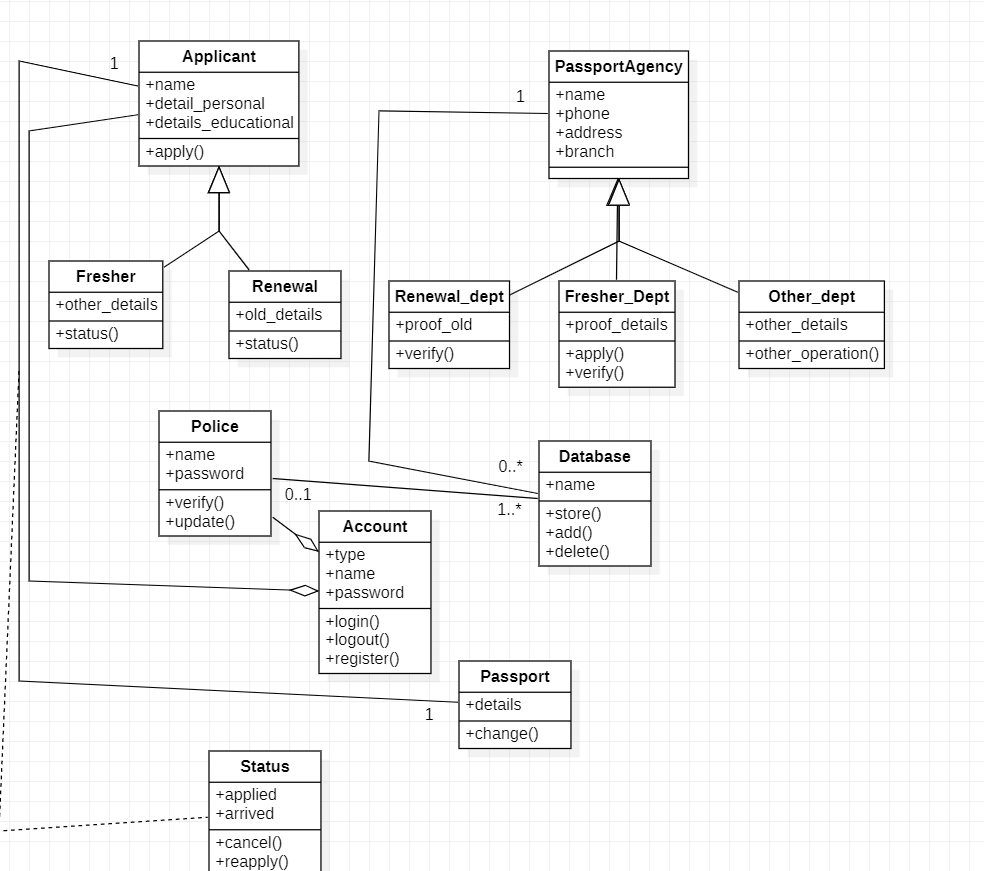 Applicant
+name
+detail_personal
+details_educational
+apply()
1
PassportAgency
+name
+phone
+address
+branch
1
Fresher
+other_details
+status()
Renewal
+old_details
+status()
Renewal_dept
+proof_old
+verify()
Fresher_Dept
+proof_details
+apply()
+verify()
Other_dept
+other_details
+other_operation()
Police
+name
+password
+verify()
+update()
0..1
0..*
1..*
Database
+name
+store()
+add()
+delete()
Account
+type
+name
+password
+login()
+logout()
+register()
Passport
+details
+change()
1
Status
+applied
+arrived
+cancel()
+reapply()